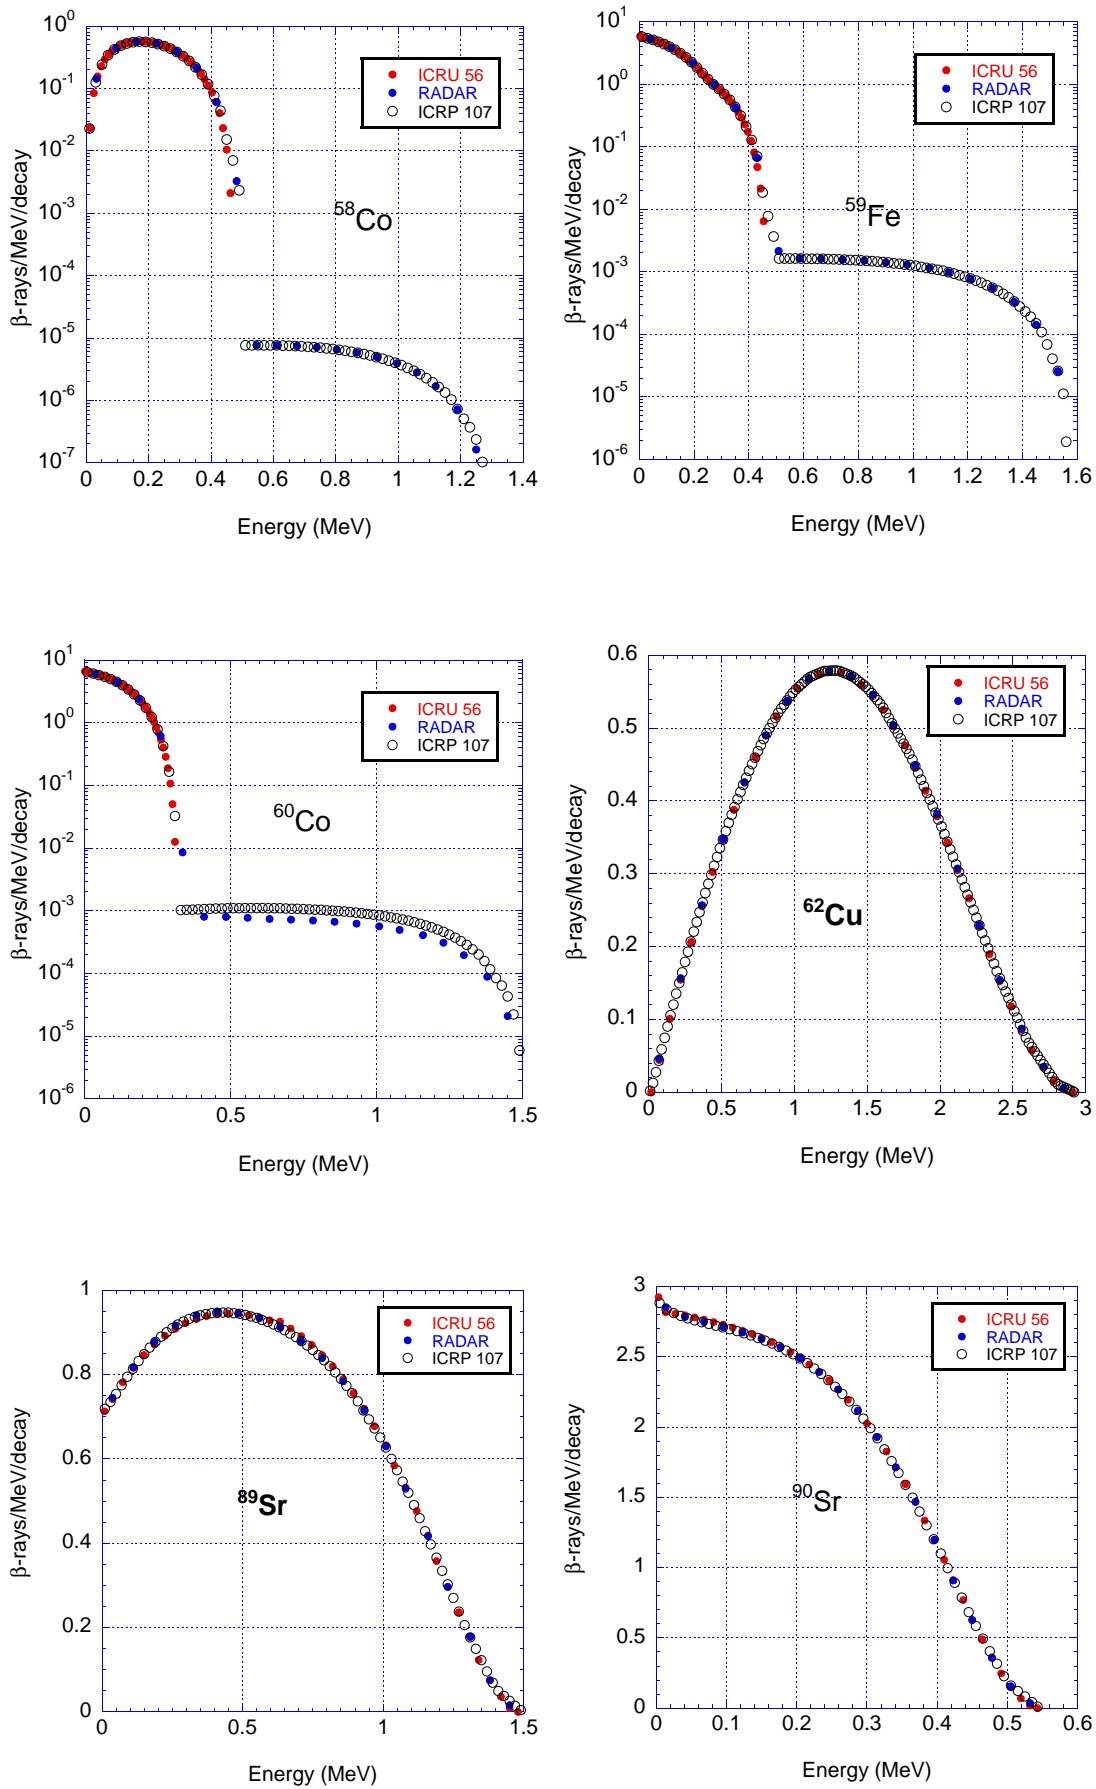 10⁰
10⁻¹
10⁻²
10⁻³
10⁻⁴
10⁻⁵
10⁻⁶
10⁻⁷
β-rays/MeV/decay
ICRU 56
RADAR
ICRP 107
⁵⁸Co
0 0.2 0.4 0.6 0.8 1 1.2 1.4
Energy (MeV)
10¹
10⁰
10⁻¹
10⁻²
10⁻³
10⁻⁴
10⁻⁵
10⁻⁶
β-rays/MeV/decay
ICRU 56
RADAR
ICRP 107
⁵⁹Fe
0 0.2 0.4 0.6 0.8 1 1.2 1.4 1.6
Energy (MeV)
10¹
10⁰
10⁻¹
10⁻²
10⁻³
10⁻⁴
10⁻⁵
10⁻⁶
β-rays/MeV/decay
ICRU 56
RADAR
ICRP 107
⁶⁰Co
0 0.5 1 1.5
Energy (MeV)
0.6
0.5
0.4
0.3
0.2
0.1
0
β-rays/MeV/decay
ICRU 56
RADAR
ICRP 107
⁶²Cu
0 0.5 1 1.5 2 2.5 3
Energy (MeV)
1
0.8
0.6
0.4
0.2
0
β-rays/MeV/decay
ICRU 56
RADAR
ICRP 107
⁸⁹Sr
0 0.5 1 1.5
Energy (MeV)
3
2.5
2
1.5
1
0.5
0
β-rays/MeV/decay
ICRU 56
RADAR
ICRP 107
⁹⁰Sr
0 0.1 0.2 0.3 0.4 0.5 0.6
Energy (MeV)